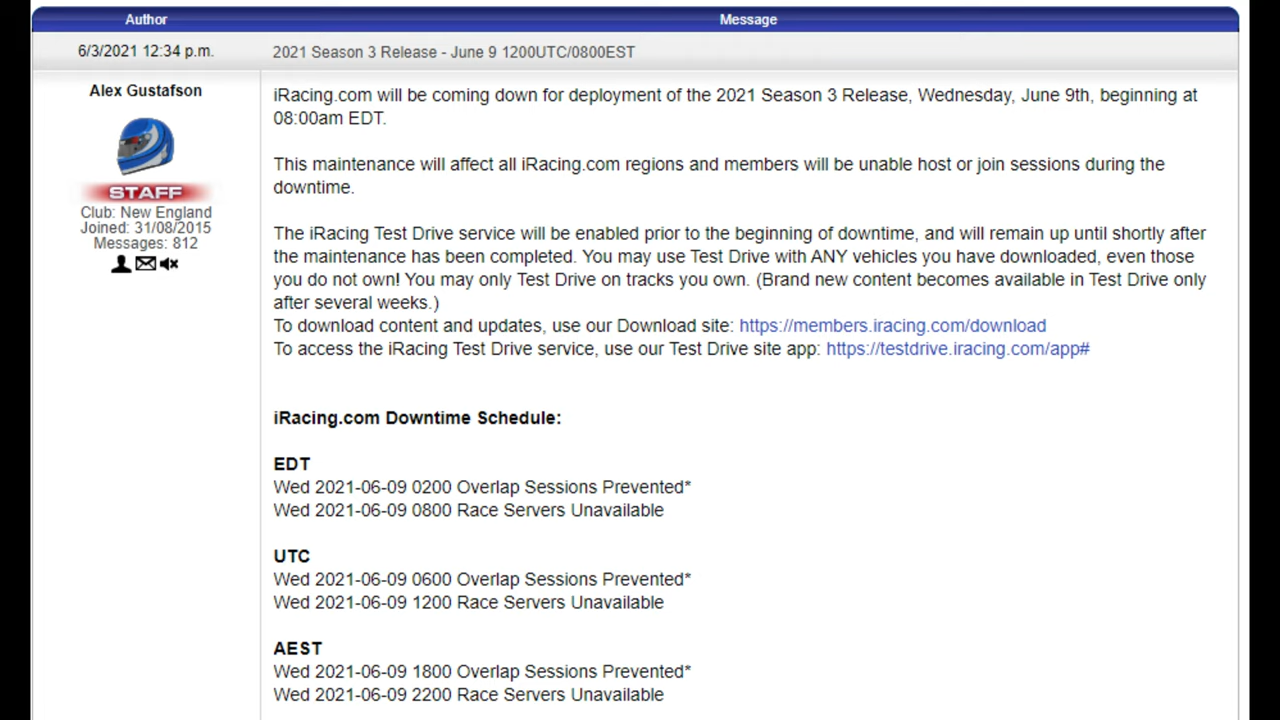 Author Message
6/3/2021 12:34 p.m. 2021 Season 3 Release - June 9 1200UTC/0800EST
Alex Gustafson
STAFF
Club: New England
Joined: 31/08/2015
Messages: 812
iRacing.com will be coming down for deployment of the 2021 Season 3 Release, Wednesday, June 9th, beginning at
08:00am EDT.
This maintenance will affect all iRacing.com regions and members will be unable host or join sessions during the
downtime.
The iRacing Test Drive service will be enabled prior to the beginning of downtime, and will remain up until shortly after
the maintenance has been completed. You may use Test Drive with ANY vehicles you have downloaded, even those
you do not own! You may only Test Drive on tracks you own. (Brand new content becomes available in Test Drive only
after several weeks.)
To download content and updates, use our Download site: https://members.iracing.com/download
To access the iRacing Test Drive service, use our Test Drive site app: https://testdrive.iracing.com/app#
iRacing.com Downtime Schedule:
EDT
Wed 2021-06-09 0200 Overlap Sessions Prevented*
Wed 2021-06-09 0800 Race Servers Unavailable
UTC
Wed 2021-06-09 0600 Overlap Sessions Prevented*
Wed 2021-06-09 1200 Race Servers Unavailable
AEST
Wed 2021-06-09 1800 Overlap Sessions Prevented*
Wed 2021-06-09 2200 Race Servers Unavailable